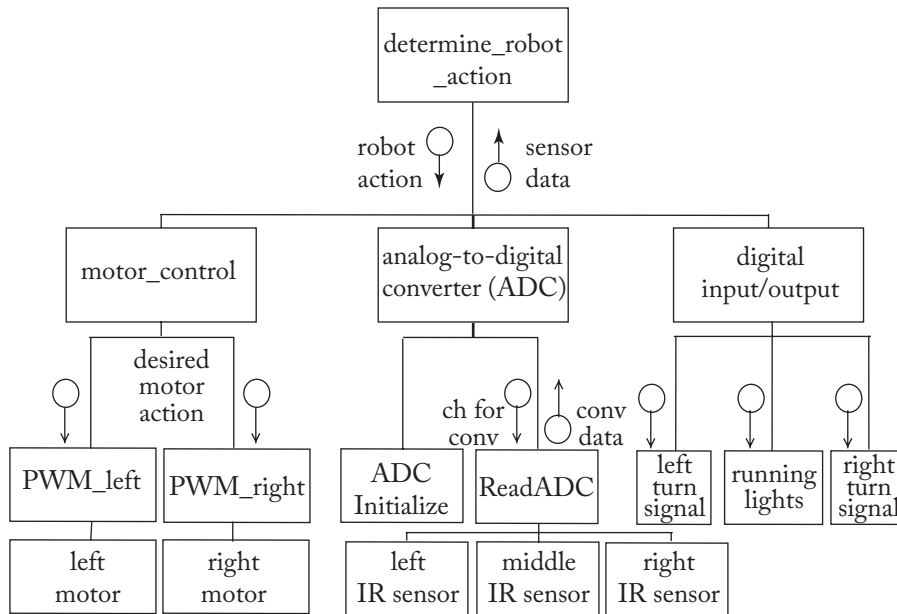 determine_robot
_action
robot
action
sensor
data
motor_control
analog-to-digital
converter (ADC)
digital
input/output
desired
motor
action
ch for
conv
conv
data
PWM_left
PWM_right
ADC
Initialize
ReadADC
left
turn
signal
running
lights
right
turn
signal
left
motor
right
motor
left
IR sensor
middle
IR sensor
right
IR sensor